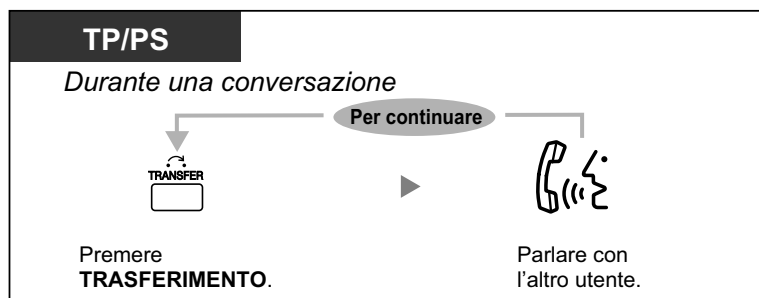 TP/PS
Durante una conversazione
Per continuare
TRANSFER
Premere
TRASFERIMENTO.
Parlare con
l'altro utente.